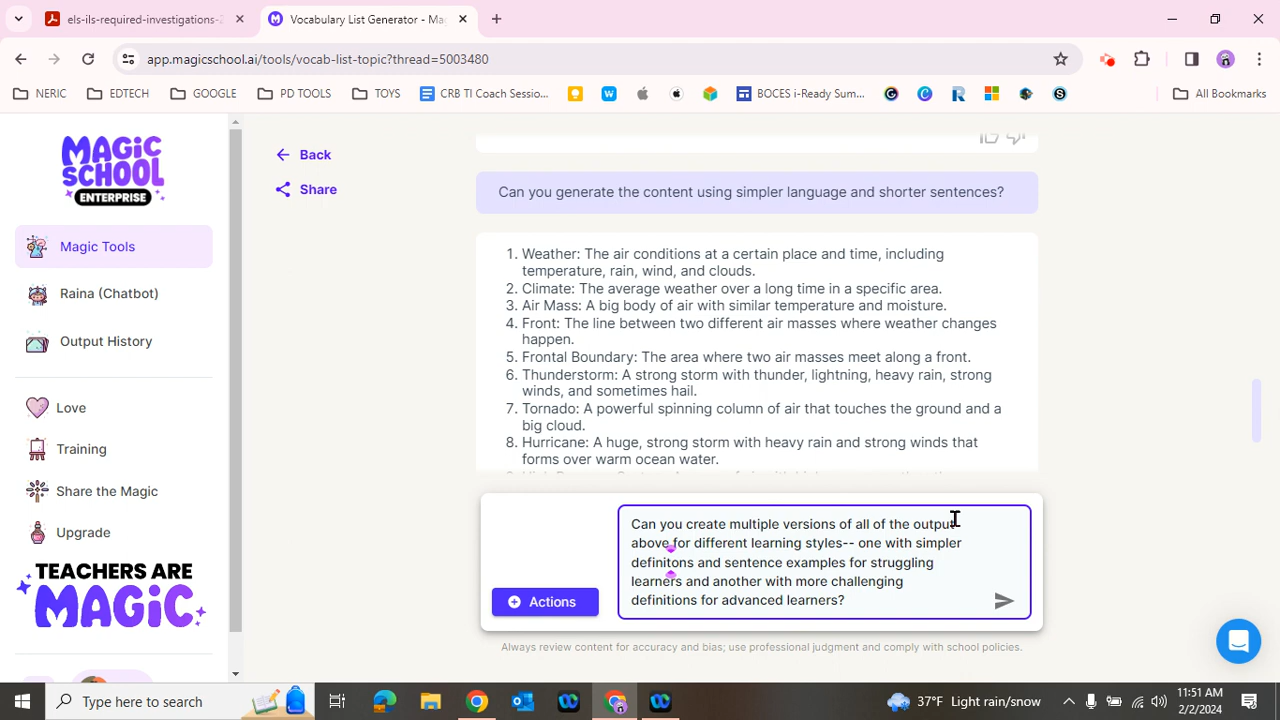 els-ils-required-investigations-
Vocabulary List Generator - Ma
app.magicschool.ai/tools/vocab-list-topic?thread=5003480
NERIC
EDTECH
GOOGLE
PD TOOLS
TOYS
CRB TI Coach Sessio...
BOCES i-Ready Sum...
All Bookmarks
MAGIC
SCHOOL
ENTERPRISE
Magic Tools
Raina (Chatbot)
Output History
Love
Training
Share the Magic
Upgrade
TEACHERS ARE
MAGIC
Back
Share
Can you generate the content using simpler language and shorter sentences?
1. Weather: The air conditions at a certain place and time, including
temperature, rain, wind, and clouds.
2. Climate: The average weather over a long time in a specific area.
3. Air Mass: A big body of air with similar temperature and moisture.
4. Front: The line between two different air masses where weather changes
happen.
5. Frontal Boundary: The area where two air masses meet along a front.
6. Thunderstorm: A strong storm with thunder, lightning, heavy rain, strong
winds, and sometimes hail.
7. Tornado: A powerful spinning column of air that touches the ground and a
big cloud.
8. Hurricane: A huge, strong storm with heavy rain and strong winds that
forms over warm ocean water.
Can you create multiple versions of all of the output
above for different learning styles-- one with simpler
definitons and sentence examples for struggling
learners and another with more challenging
definitions for advanced learners?
Actions
Always review content for accuracy and bias; use professional judgment and comply with school policies.
Type here to search
37°F Light rain/snow
11:51 AM
2/2/2024